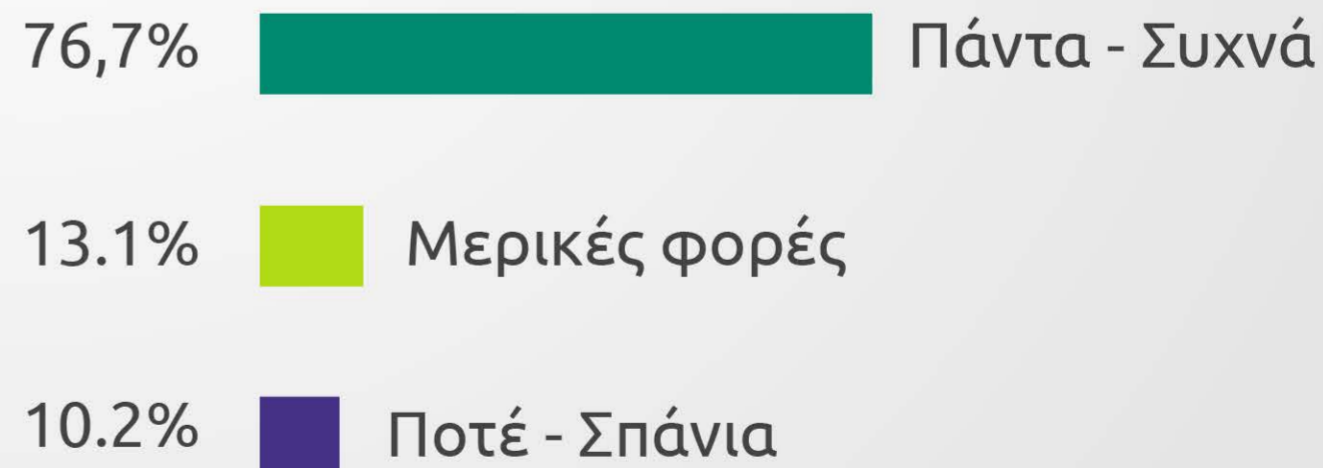 76,7% Πάντα - Συχνά
13.1% Μερικές φορές
10.2% Ποτέ - Σπάνια